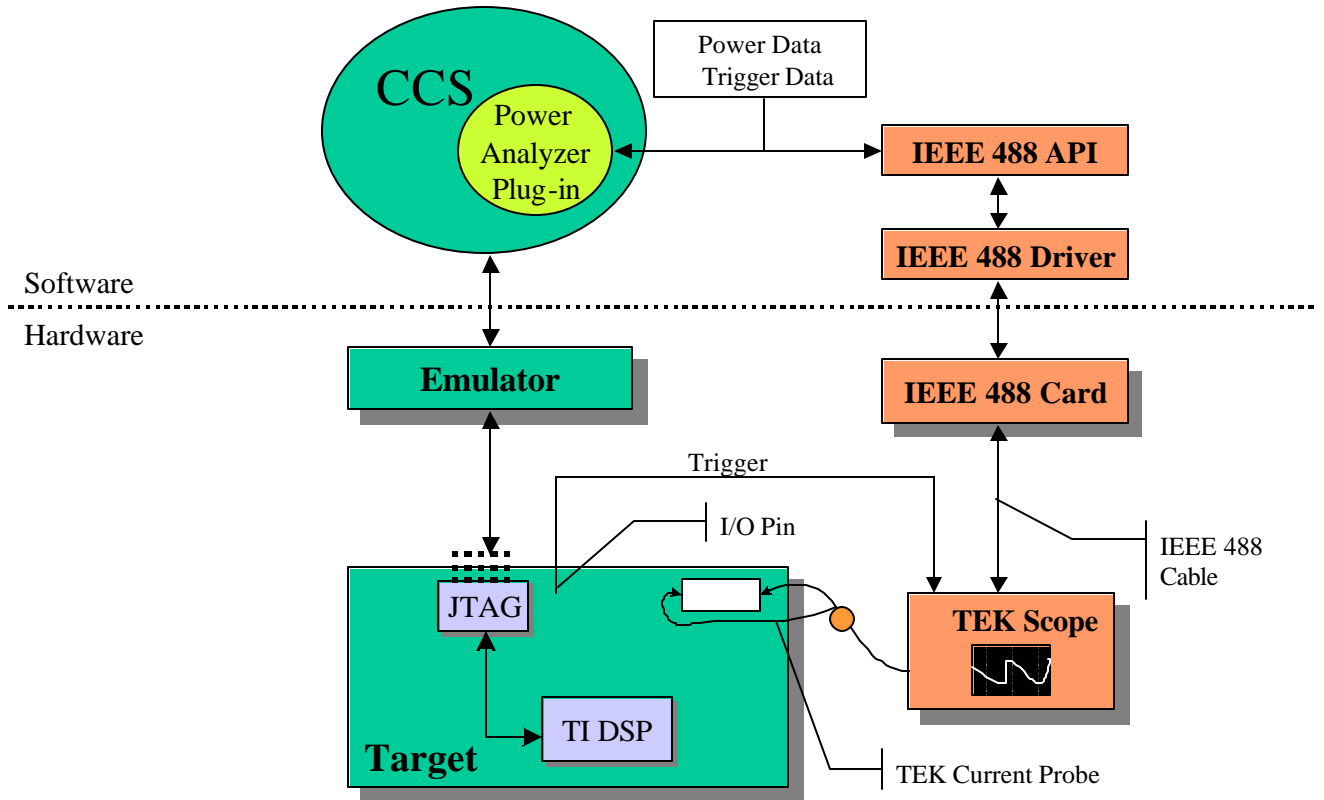 Power Data
Trigger Data
CCS
Power
Analyzer
Plug-in
IEEE 488 API
IEEE 488 Driver
Software
Hardware
Emulator
IEEE 488 Card
Trigger
I/O Pin
IEEE 488
Cable
JTAG
TEK Scope
TI DSP
Target
TEK Current Probe